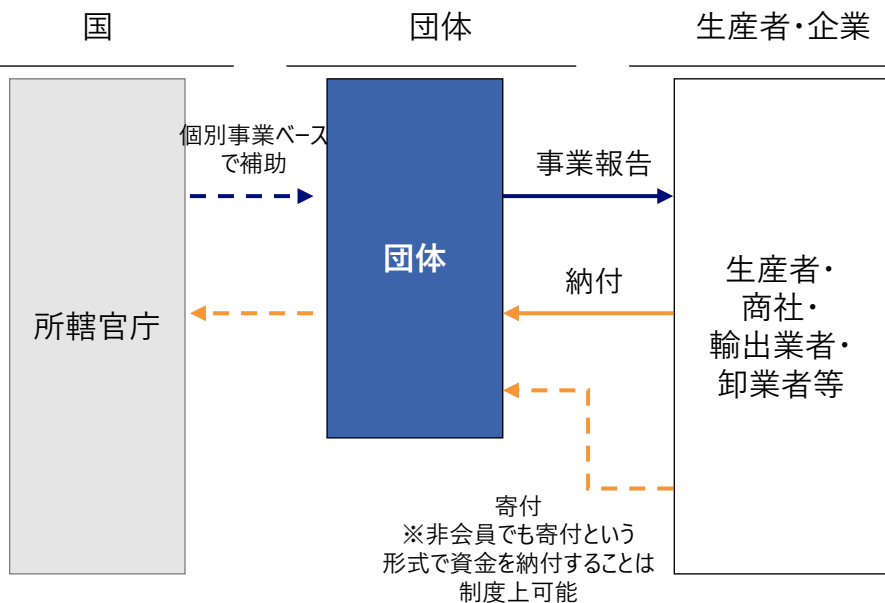 国
団体
生産者・企業
個別事業ベース
で補助
事業報告
団体
納付
所轄官庁
生産者・
商社・
輸出業者・
卸業者等
寄付
※非会員でも寄付という
形式で資金を納付することは
制度上可能